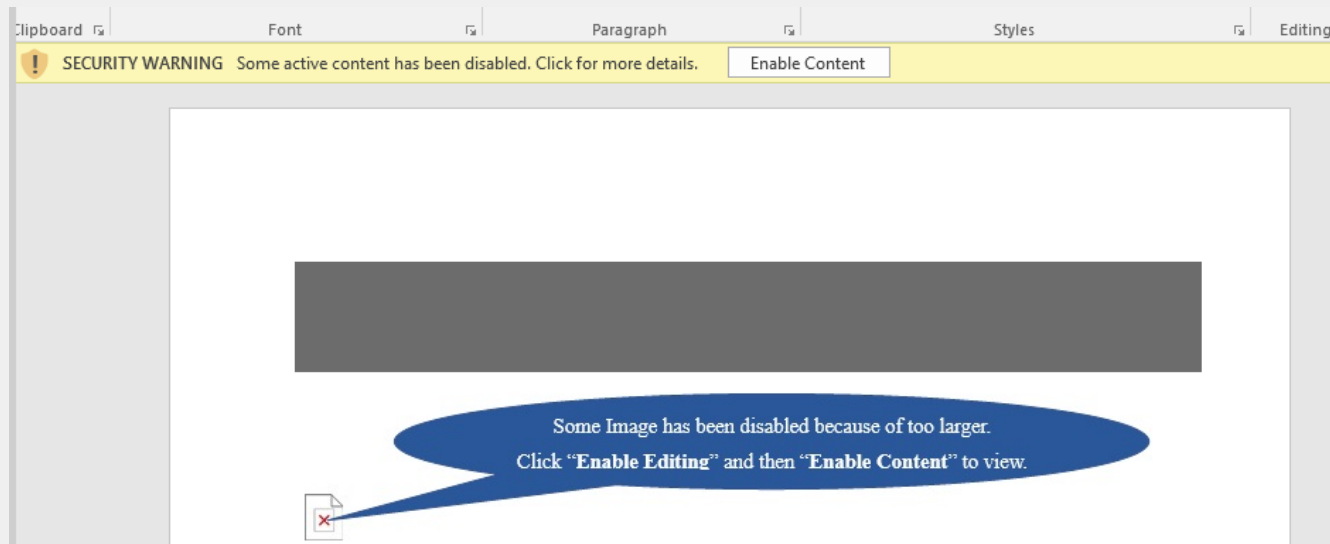 Clipboard Font Paragraph Styles Editing
SECURITY WARNING Some active content has been disabled. Click for more details. Enable Content
Some Image has been disabled because of too larger.
Click “Enable Editing” and then “Enable Content” to view.